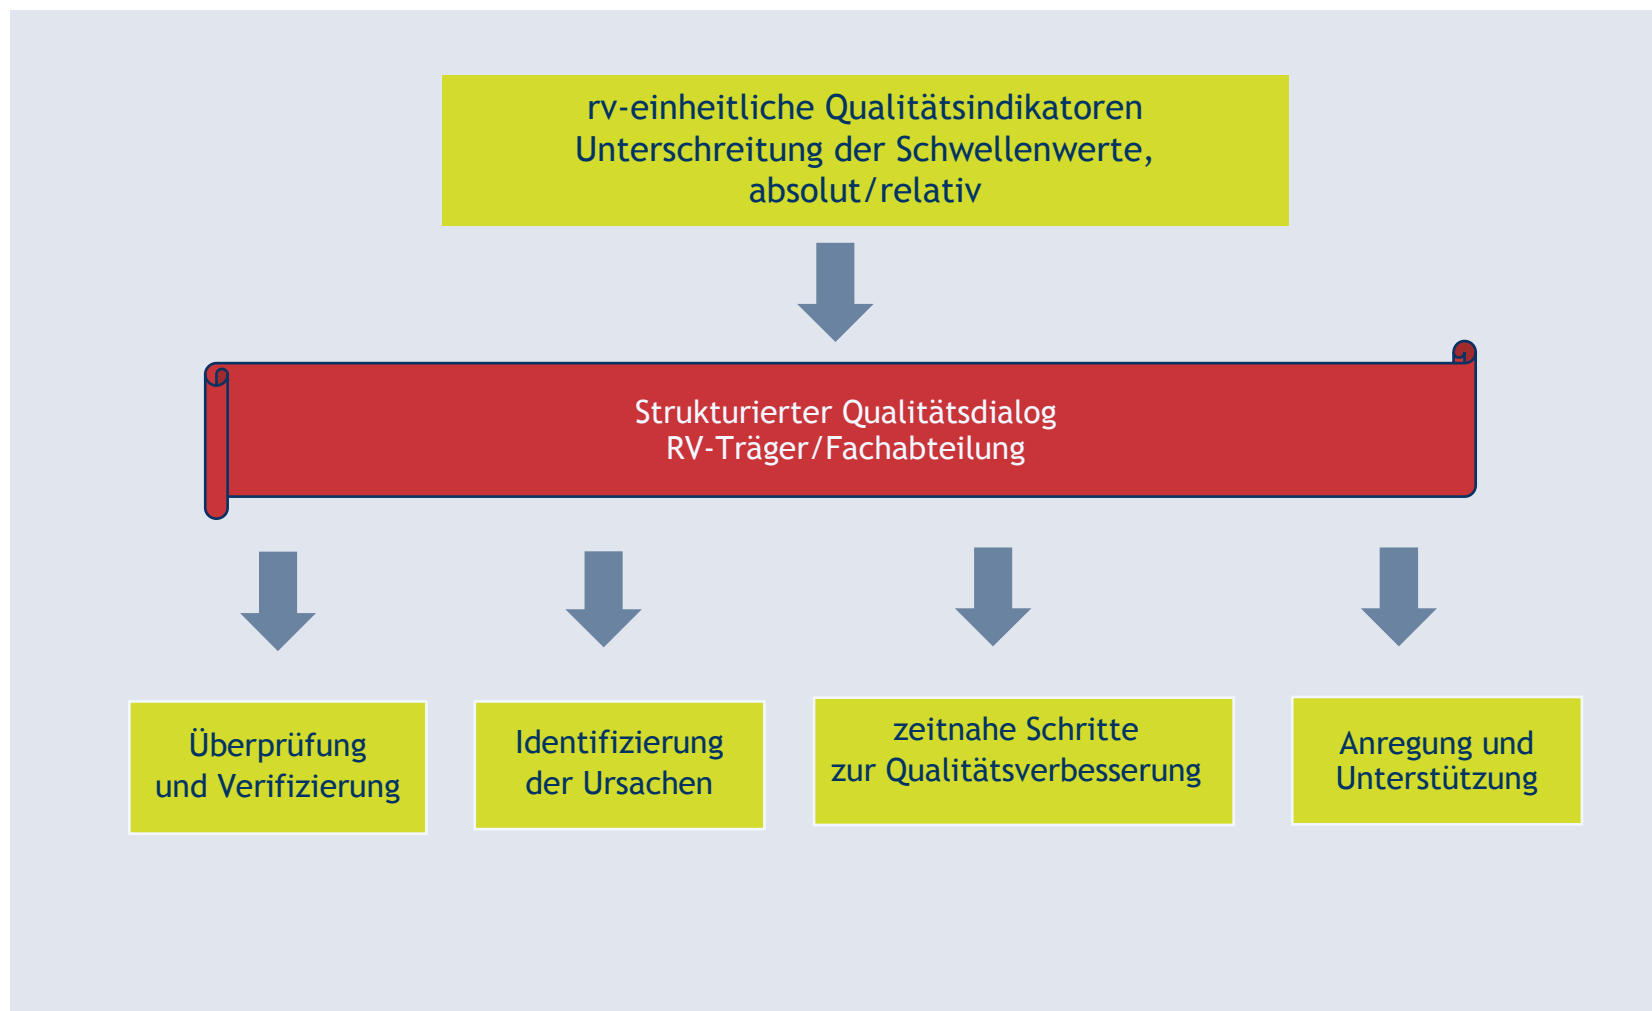 rv-einheitliche Qualitätsindikatoren
Unterschreitung der Schwellenwerte,
absolut/relativ
Strukturierter Qualitätsdialog
RV-Träger/Fachabteilung
Überprüfung
und Verifizierung
Identifizierung
der Ursachen
zeitnahe Schritte
zur Qualitätsverbesserung
Anregung und
Unterstützung